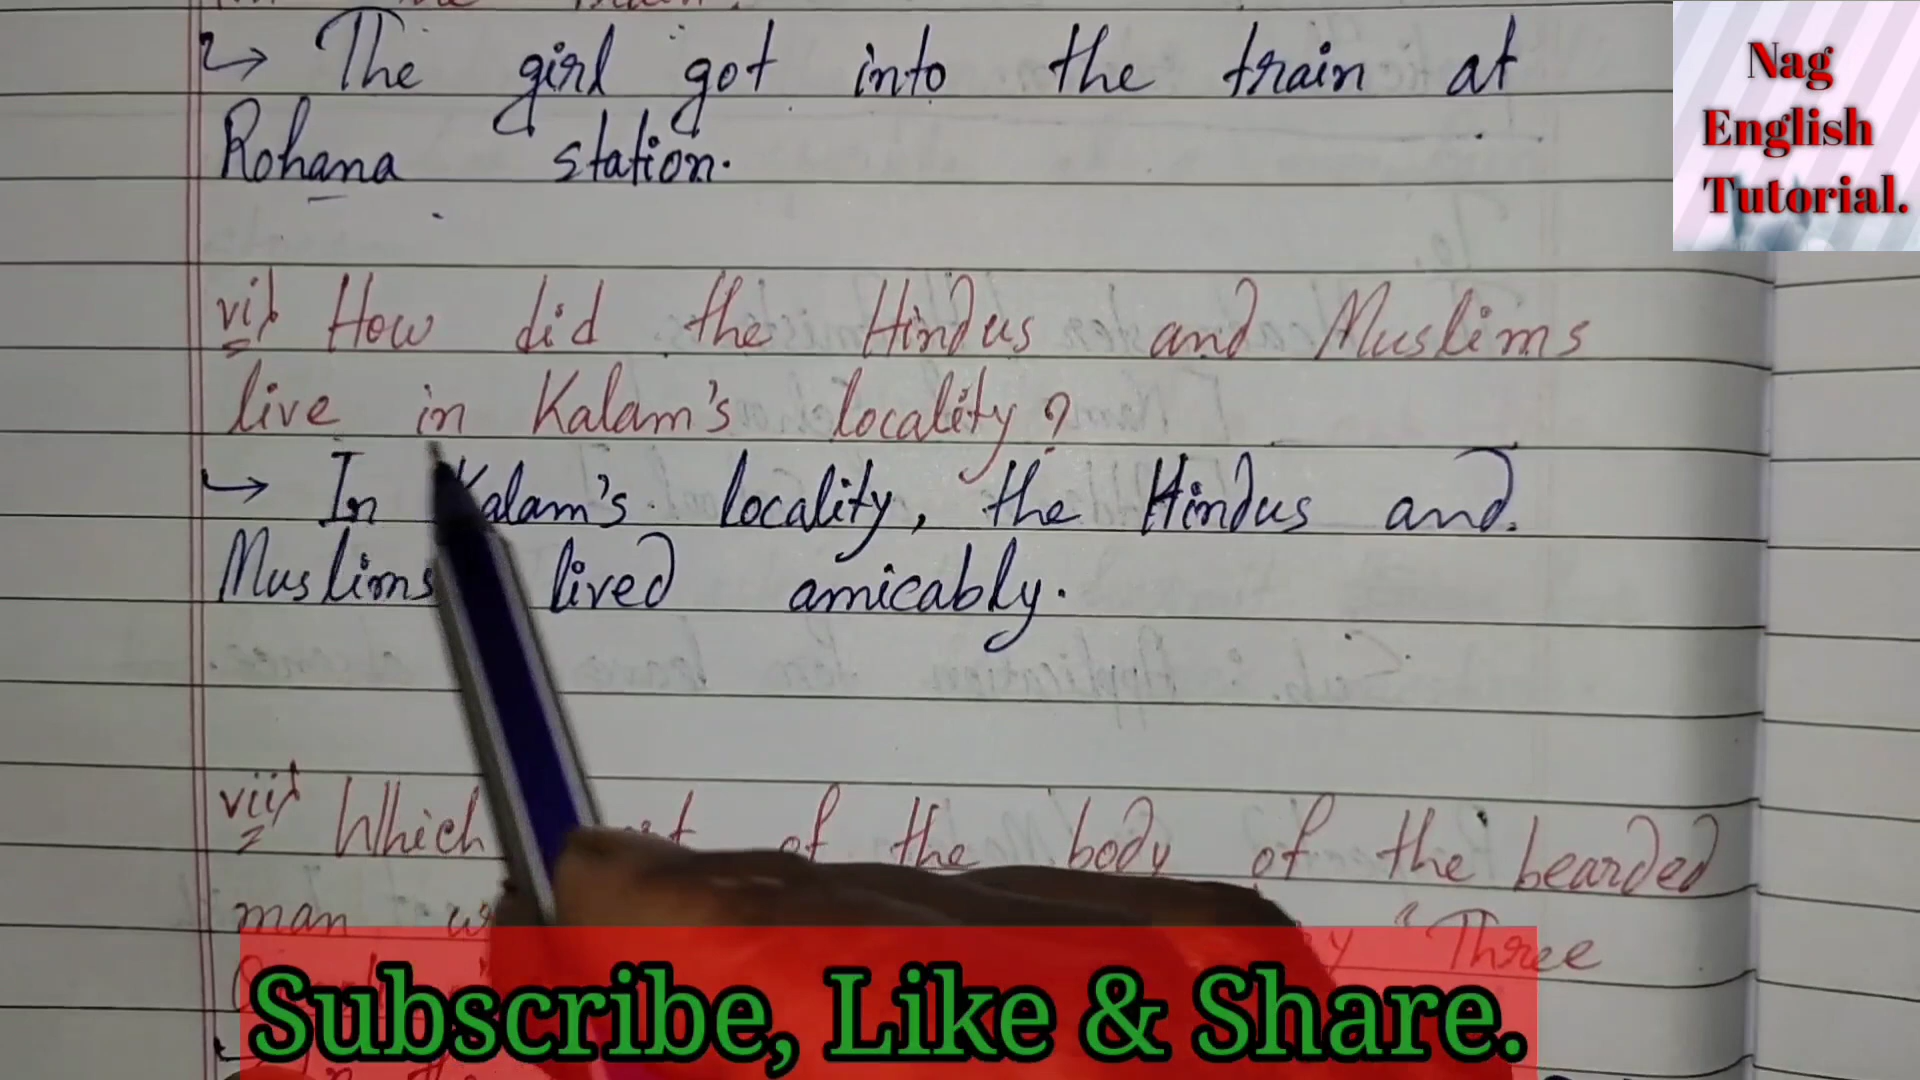 → The girl got into the train at
Rohana station.
vi) How did the Hindus and Muslims
live in Kalam's locality?
→ In Kalam's locality, the Hindus and
Muslims lived amicably.
vii) Which of the body of the bearded
man "Three
Subscribe, Like & Share.
Nag
English
Tutorial.